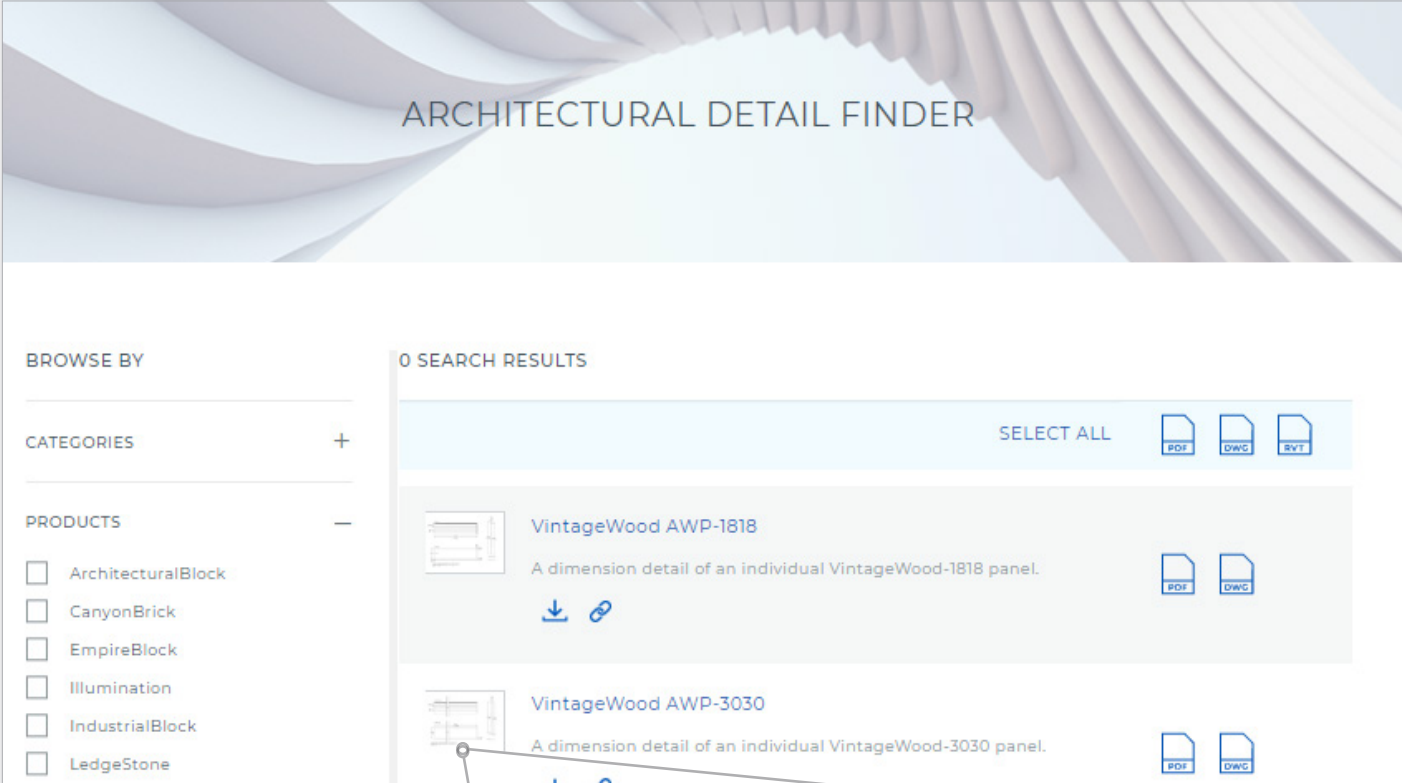 ARCHITECTURAL DETAIL FINDER
BROWSE BY
CATEGORIES
PRODUCTS
ArchitecturalBlock
CanyonBrick
EmpireBlock
Illumination
IndustrialBlock
LedgeStone
0 SEARCH RESULTS
SELECT ALL
PDF
DWG
RVT
VintageWood AWP-1818
A dimension detail of an individual VintageWood-1818 panel.
PDF
DWG
VintageWood AWP-3030
A dimension detail of an individual VintageWood-3030 panel.
PDF
DWG